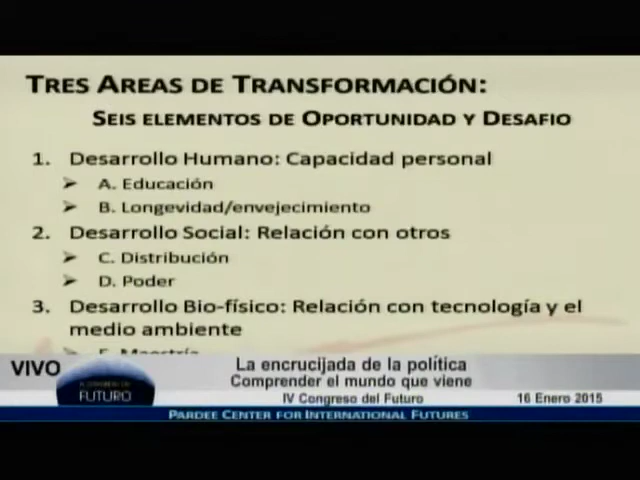 TRES AREAS DE TRANSFORMACIÓN:
SEIS ELEMENTOS DE OPORTUNIDAD Y DESAFIO
1. Desarrollo Humano: Capacidad personal
➤ A. Educación
➤ B. Longevidad/envejecimiento
2. Desarrollo Social: Relación con otros
➤ C. Distribución
➤ D. Poder
3. Desarrollo Bio-físico: Relación con tecnología y el
medio ambiente
VIVO
FUTURO
La encrucijada de la política
Comprender el mundo que viene
IV Congreso del Futuro
16 Enero 2015
PARDEE CENTER FOR INTERNATIONAL FUTURES